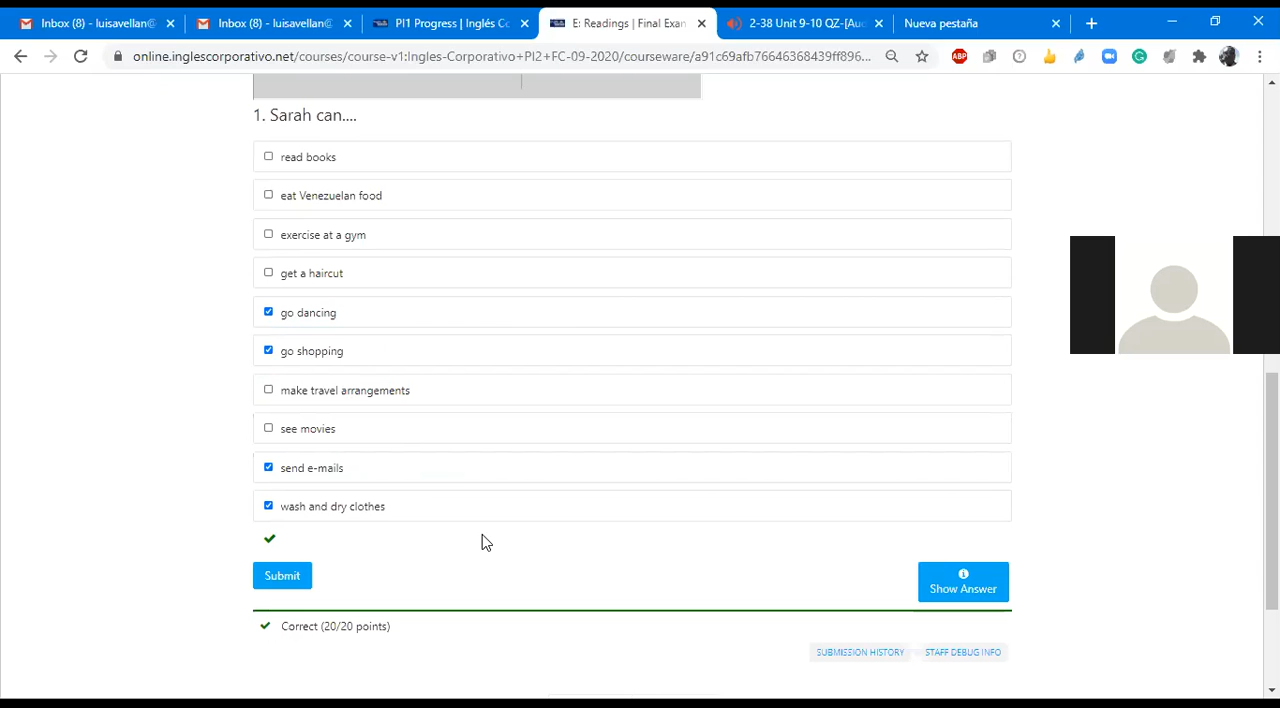 Inbox (8) - luisavellan@
Inbox (8) - luisavellan@
PI1 Progress | Inglés Co
E: Readings | Final Exan
2-38 Unit 9-10 QZ-[Auc
Nueva pestaña
online.inglescorporativo.net/courses/course-v1:Ingles_Corporativo+PI2+FC-09-2020/courseware/a91c69afb76646368439ff896...
ABP
1. Sarah can....
read books
eat Venezuelan food
exercise at a gym
get a haircut
go dancing
go shopping
make travel arrangements
see movies
send e-mails
wash and dry clothes
Submit
Show Answer
Correct (20/20 points)
SUBMISSION HISTORY
STAFF DEBUG INFO